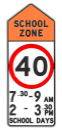 SCHOOL
ZONE
40
7 30 - 9 AM
2 - 3 30 PM
SCHOOL DAYS